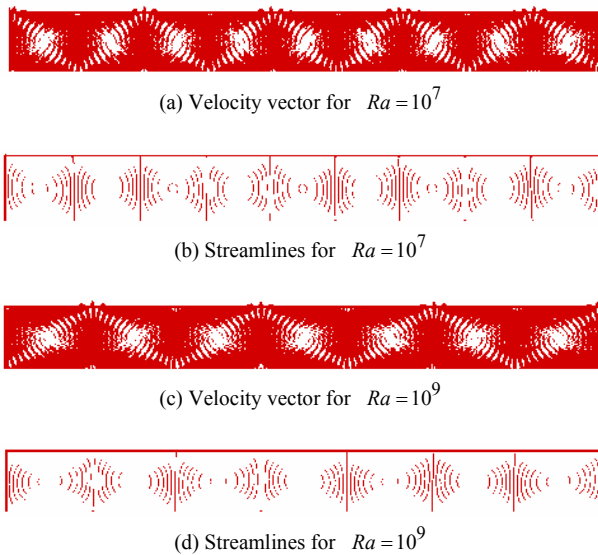 (a) Velocity vector for Ra = 10^7
(b) Streamlines for Ra = 10^7
(c) Velocity vector for Ra = 10^9
(d) Streamlines for Ra = 10^9